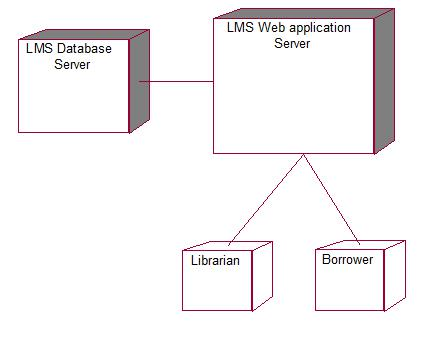 LMS Database
Server
LMS Web application
Server
Librarian
Borrower